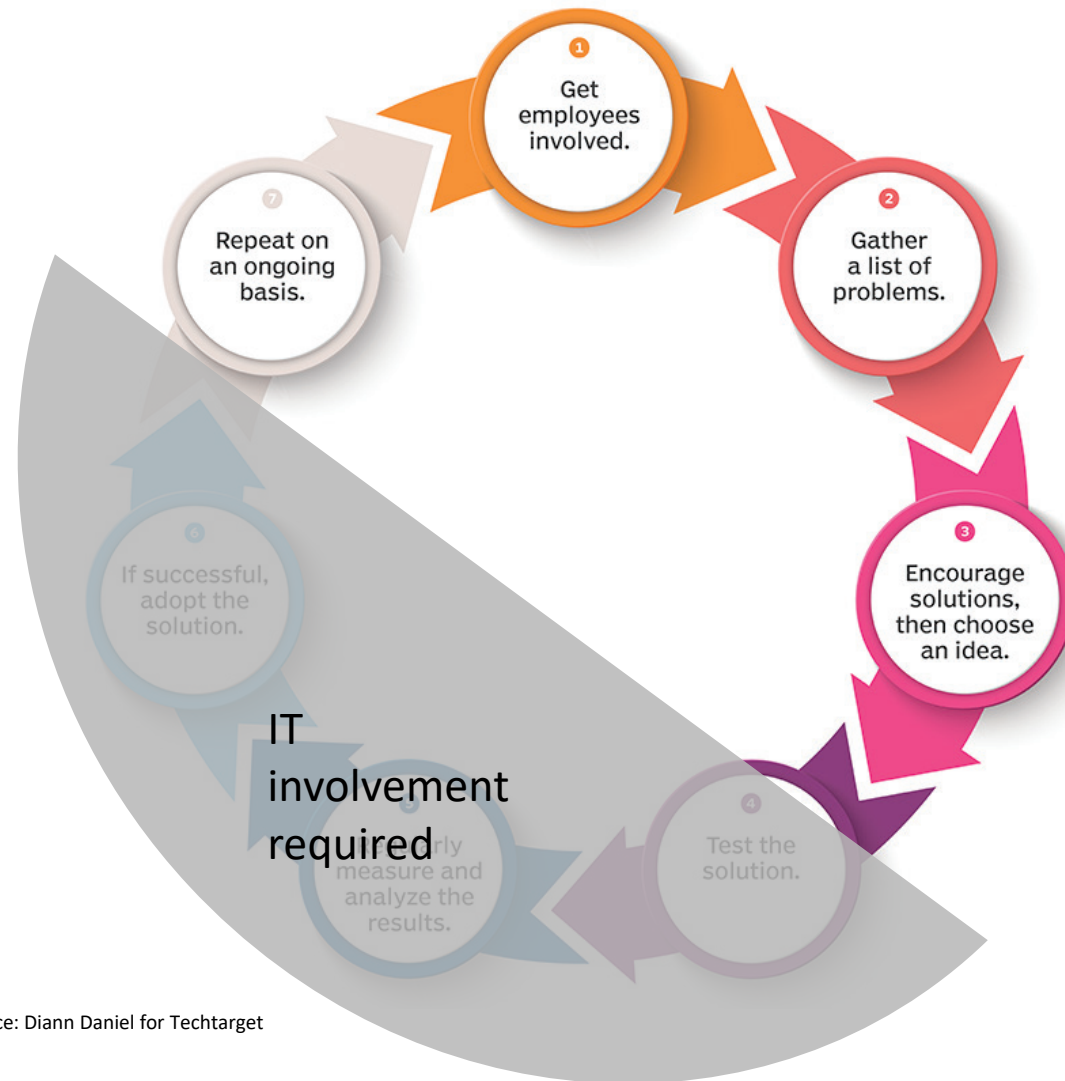 1
Get
employees
involved.
2
Gather
a list of
problems.
3
Encourage
solutions,
then choose
an idea.
4
Test the
solution.
5
measure and
analyze the
results.
6
If successful,
adopt the
solution.
7
Repeat on
an ongoing
basis.
IT
involvement
required
ce: Diann Daniel for Techtarget